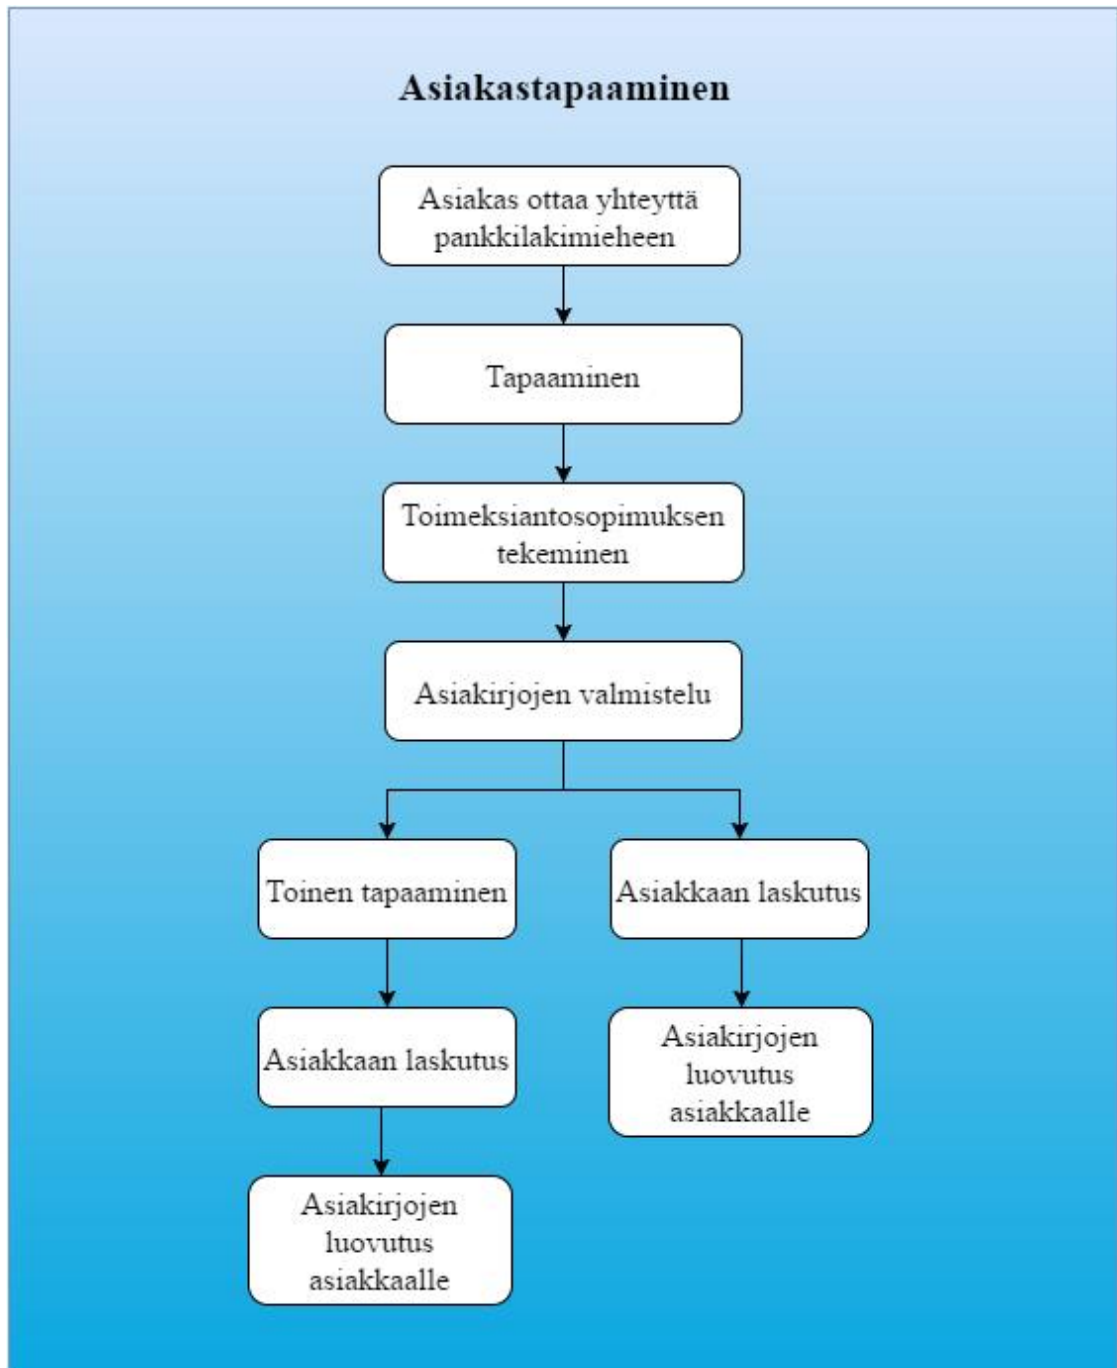 Asiakastapaaminen
Asiakas ottaa yhteyttä
pankkilakimieheen
Tapaaminen
Toimeksiantosopimuksen
tekeminen
Asiakirjojen valmistelu
Toinen tapaaminen
Asiakkaan laskutus
Asiakkaan laskutus
Asiakirjojen
luovutus
asiakkaalle
Asiakirjojen
luovutus
asiakkaalle